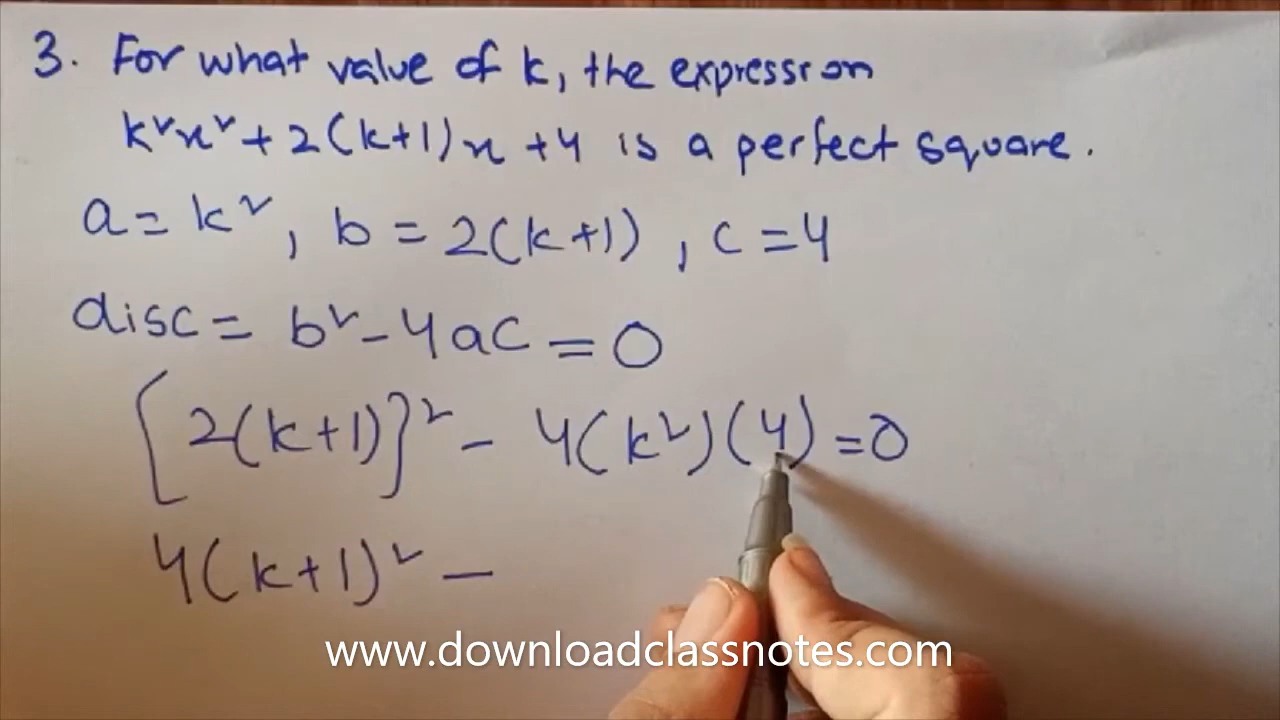 3. For what value of k, the expression
k²x² + 2(k+1)x + 4 is a perfect square.
a = k², b = 2(k+1), c = 4
disc = b² - 4ac = 0
[2(k+1)}² - 4(k²)(4) = 0
4(k+1)² -
www.downloadclassnotes.com